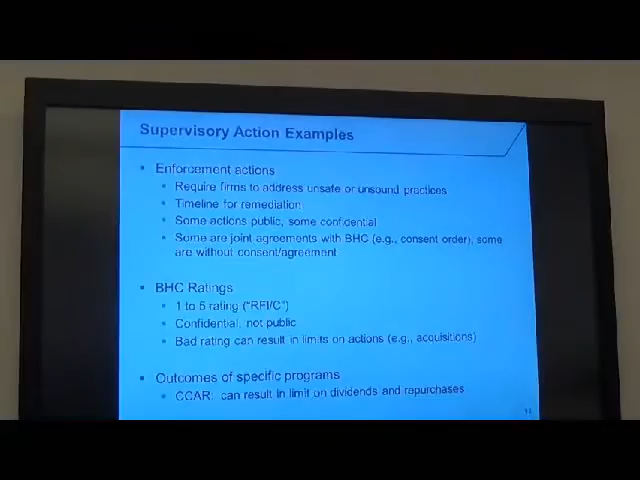 Supervisory Action Examples
• Enforcement actions
• Require firms to address unsafe or unsound practices
• Timeline for remediation
• Some actions public, some confidential
• Some are joint agreements with BHC (e.g., consent order), some
are without consent/agreement
• BHC Ratings
• 1 to 5 rating ("RFI/C")
• Confidential, not public
• Bad rating can result in limits on actions (e.g., acquisitions)
• Outcomes of specific programs
• CCAR: can result in limit on dividends and repurchases